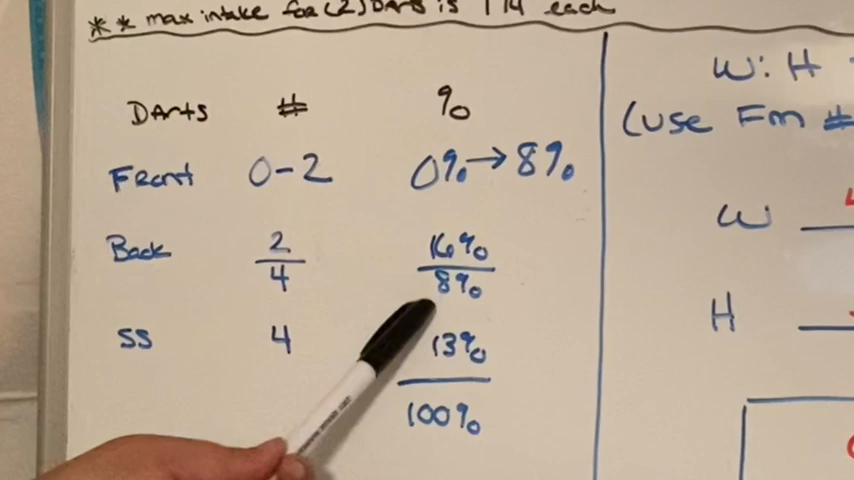 ** max intake for (2) Darts is 1 1/4 each
Darts # %
Front 0-2 0%→8%
Back 2 16%
4 8%
SS 4 13%
100%
W: H
(Use Fm #
W
H